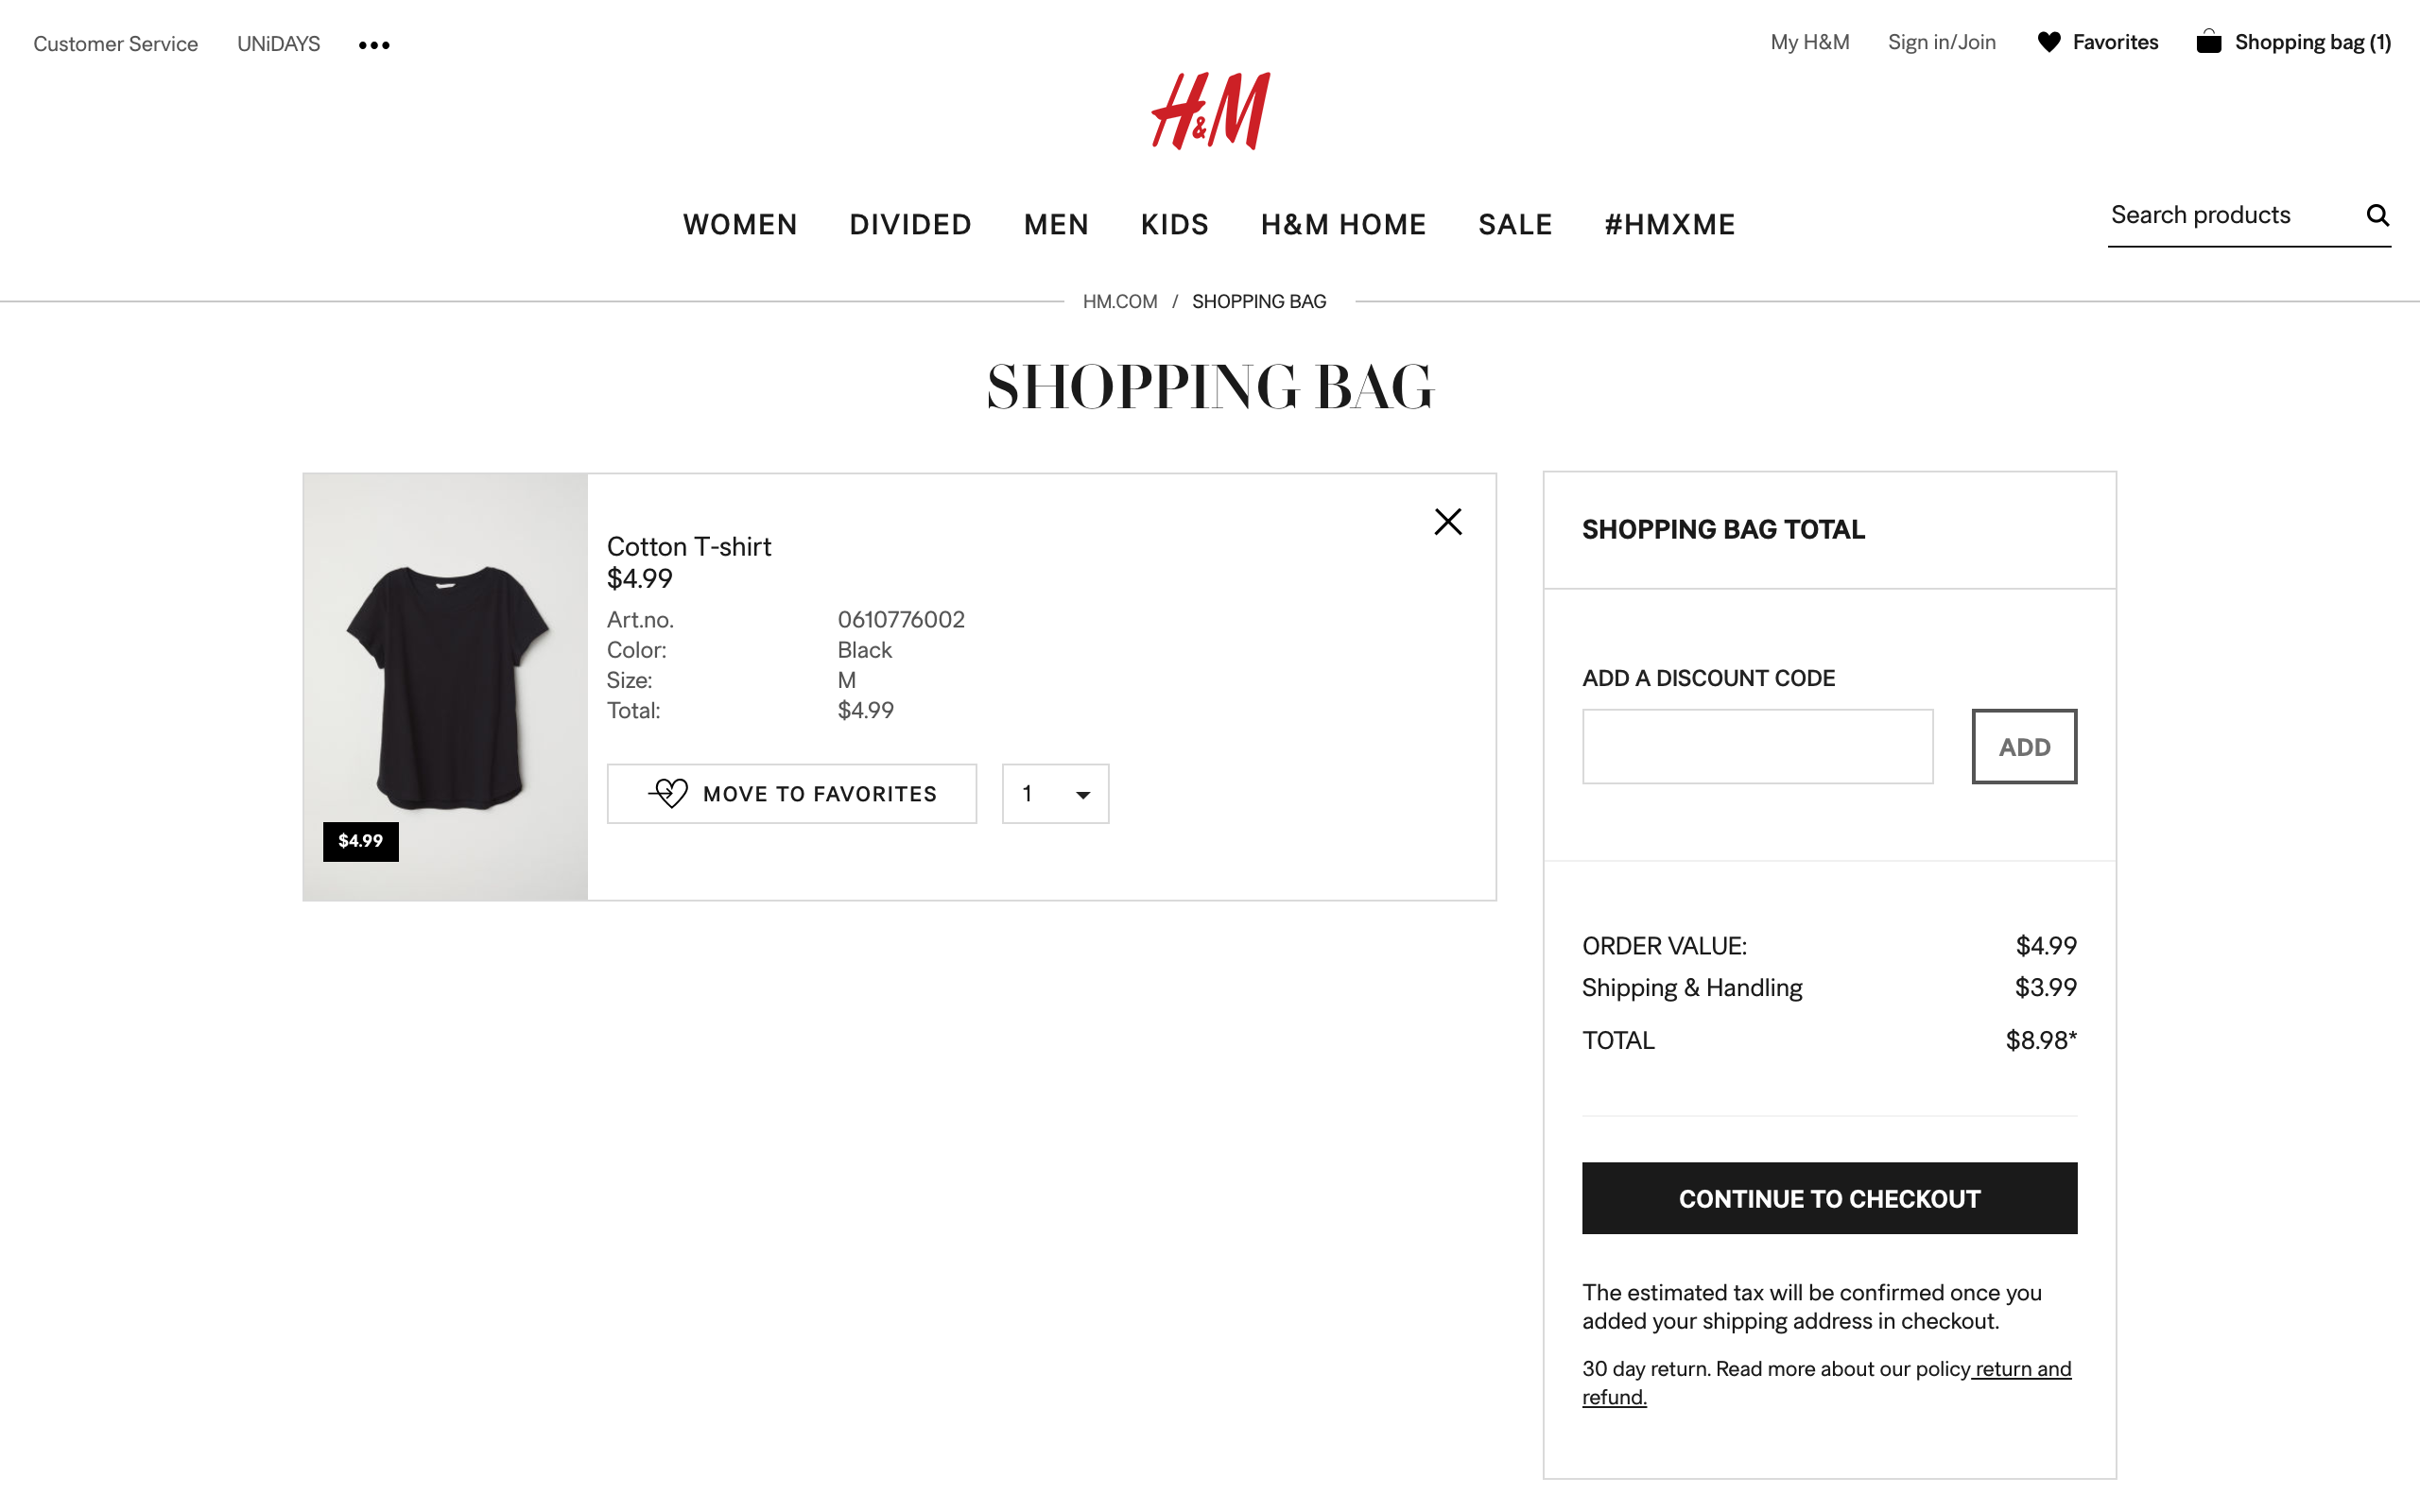 Customer Service UNiDAYS •••
My H&M Sign in/Join Favorites Shopping bag (1)
H&M
WOMEN DIVIDED MEN KIDS H&M HOME SALE #HMXME
Search products
HM.COM / SHOPPING BAG
SHOPPING BAG
Cotton T-shirt
$4.99
Art.no. 0610776002
Color: Black
Size: M
Total: $4.99
MOVE TO FAVORITES 1
$4.99
SHOPPING BAG TOTAL
ADD A DISCOUNT CODE
ADD
ORDER VALUE: $4.99
Shipping & Handling $3.99
TOTAL $8.98*
CONTINUE TO CHECKOUT
The estimated tax will be confirmed once you
added your shipping address in checkout.
30 day return. Read more about our policy return and
refund.